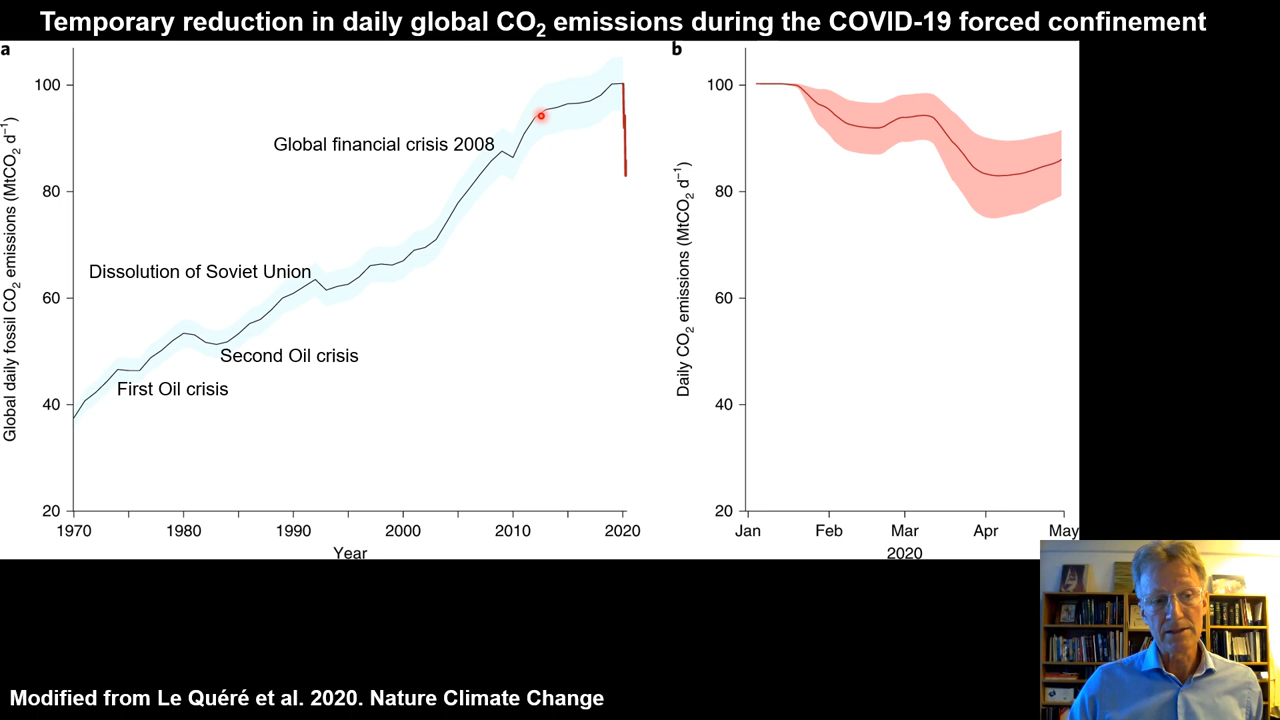 Temporary reduction in daily global CO₂ emissions during the COVID-19 forced confinement
a
Global daily fossil CO₂ emissions (MtCO₂ d⁻¹)
100
80
60
40
20
Global financial crisis 2008
Dissolution of Soviet Union
Second Oil crisis
First Oil crisis
1970 1980 1990 2000 2010 2020
Year
b
Daily CO₂ emissions (MtCO₂ d⁻¹)
100
80
60
40
20
Jan Feb Mar Apr May
2020
Modified from Le Quéré et al. 2020. Nature Climate Change